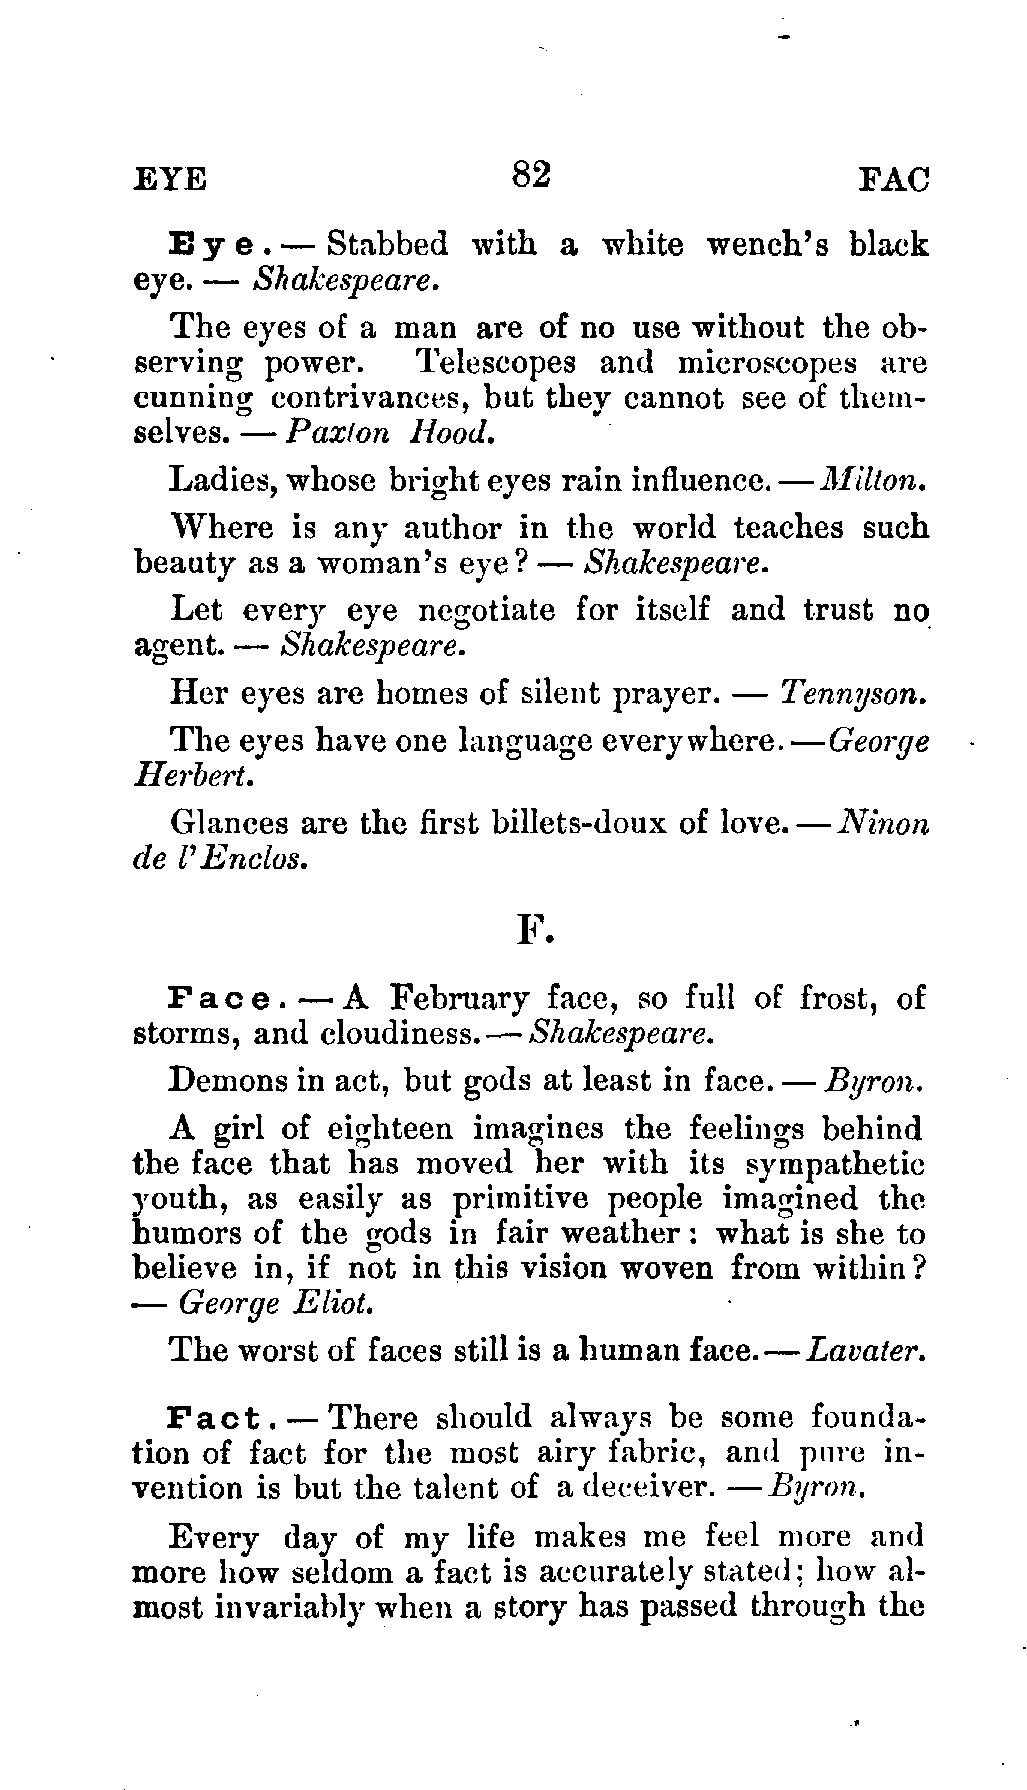 EYE 82 FAC
Eye. — Stabbed with a white wench's black
eye. — Shakespeare.
The eyes of a man are of no use without the ob-
serving power. Telescopes and microscopes are
cunning contrivances, but they cannot see of them-
selves. — Paxton Hood.
Ladies, whose bright eyes rain influence. — Milton.
Where is any author in the world teaches such
beauty as a woman's eye? — Shakespeare.
Let every eye negotiate for itself and trust no
agent. — Shakespeare.
Her eyes are homes of silent prayer. — Tennyson.
The eyes have one language everywhere. — George
Herbert.
Glances are the first billets-doux of love. — Ninon
de l'Enclos.
F.
Face. — A February face, so full of frost, of
storms, and cloudiness. — Shakespeare.
Demons in act, but gods at least in face. — Byron.
A girl of eighteen imagines the feelings behind
the face that has moved her with its sympathetic
youth, as easily as primitive people imagined the
humors of the gods in fair weather: what is she to
believe in, if not in this vision woven from within?
— George Eliot.
The worst of faces still is a human face. — Lavater.
Fact. — There should always be some founda-
tion of fact for the most airy fabric, and pure in-
vention is but the talent of a deceiver. — Byron.
Every day of my life makes me feel more and
more how seldom a fact is accurately stated; how al-
most invariably when a story has passed through the